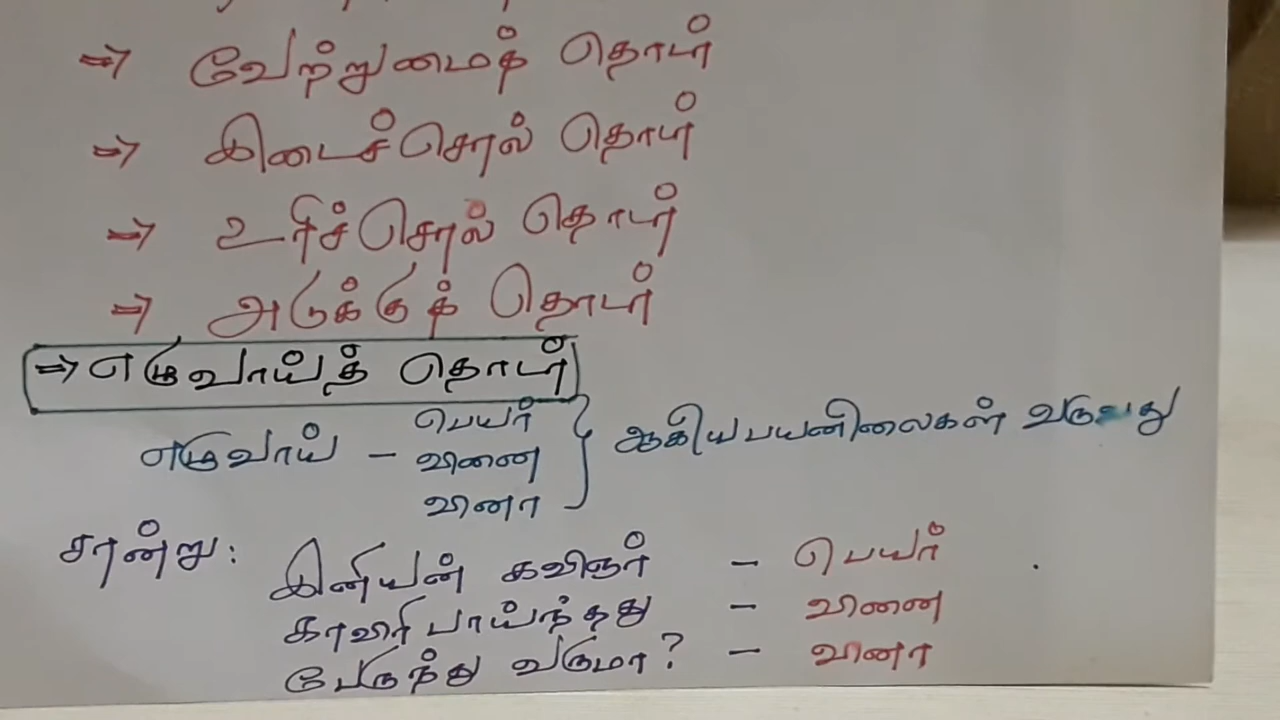 ⇒ வேற்றுமைத் தொடர்
⇒ இடைச்சொல் தொடர்
⇒ உரிச்சொல் தொடர்
⇒ அடுக்குத் தொடர்
⇒ எழுவாய்த் தொடர்
எழுவாய் - பெயர்
வினை
வினா
} ஆகிய பயனிலைகள் வருவது
சான்று :
இனியன் கவிஞர் - பெயர்
காவிரி பாய்ந்தது - வினை
பேருந்து வருமா? - வினா